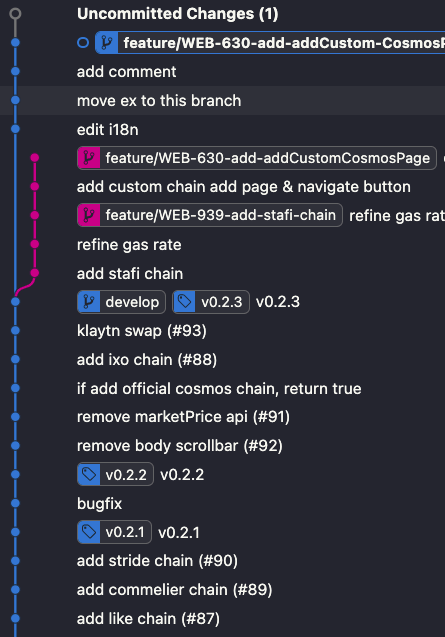 Uncommitted Changes (1)
feature/WEB-630-add-addCustom-Cosmos
add comment
move ex to this branch
edit i18n
feature/WEB-630-add-addCustomCosmosPage
add custom chain add page & navigate button
feature/WEB-939-add-stafi-chain refine gas rat
refine gas rate
add stafi chain
develop v0.2.3 v0.2.3
klaytn swap (#93)
add ixo chain (#88)
if add official cosmos chain, return true
remove marketPrice api (#91)
remove body scrollbar (#92)
v0.2.2 v0.2.2
bugfix
v0.2.1 v0.2.1
add stride chain (#90)
add commelier chain (#89)
add like chain (#87)